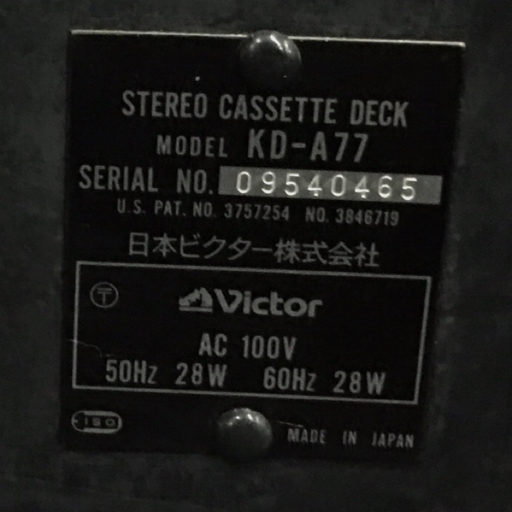 STEREO CASSETTE DECK
MODEL KD-A77
SERIAL NO. 09540465
U.S. PAT. NO. 3757254 NO. 3846719
日本ビクター株式会社
〒 Victor
AC 100V
50Hz 28W 60Hz 28W
ISO
MADE IN JAPAN